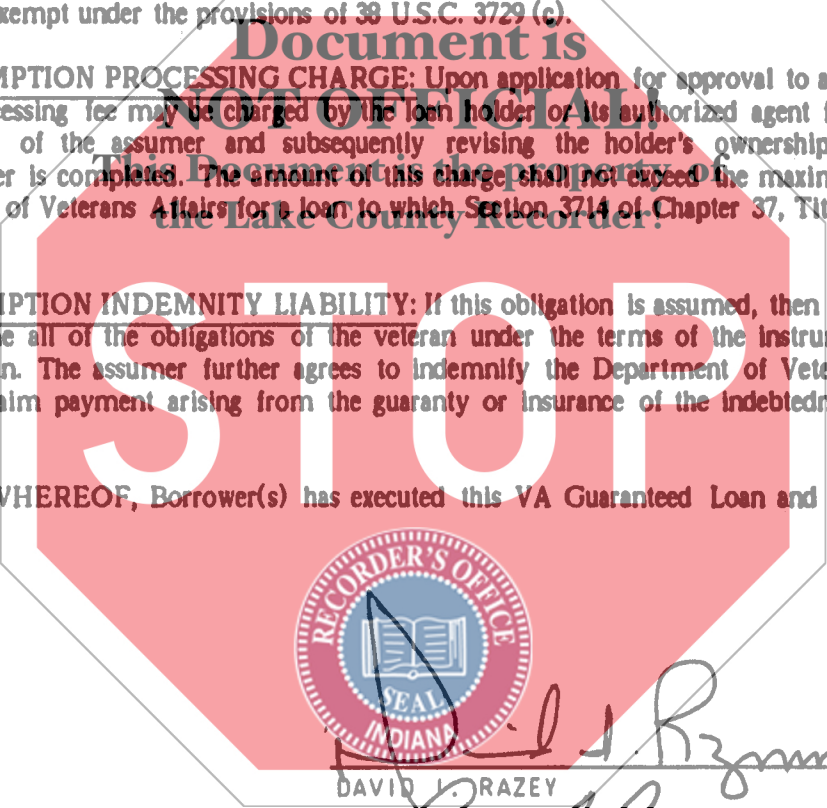 xempt under the provisions of 38 U.S.C. 3729 (c).
Document is
MPTION PROCESSING CHARGE: Upon application for approval to a
NOT OFFICIAL!
essing fee may be charged by the loan holder or its authorized agent f
of the assumer and subsequently revising the holder's ownership
This Document is the property of
er is completed. The amount of this charge shall not exceed the maxim
the Lake County Recorder!
of Veterans Affairs for a loan to which Section 3714 of Chapter 37, Tit
STOP
MPTION INDEMNITY LIABILITY: If this obligation is assumed, then
e all of the obligations of the veteran under the terms of the instru
n. The assumer further agrees to indemnify the Department of Vete
aim payment arising from the guaranty or insurance of the indebtedn
WHEREOF, Borrower(s) has executed this VA Guaranteed Loan and
RECORDER'S OFFICE
SEAL
INDIANA
DAVID J. RAZEY